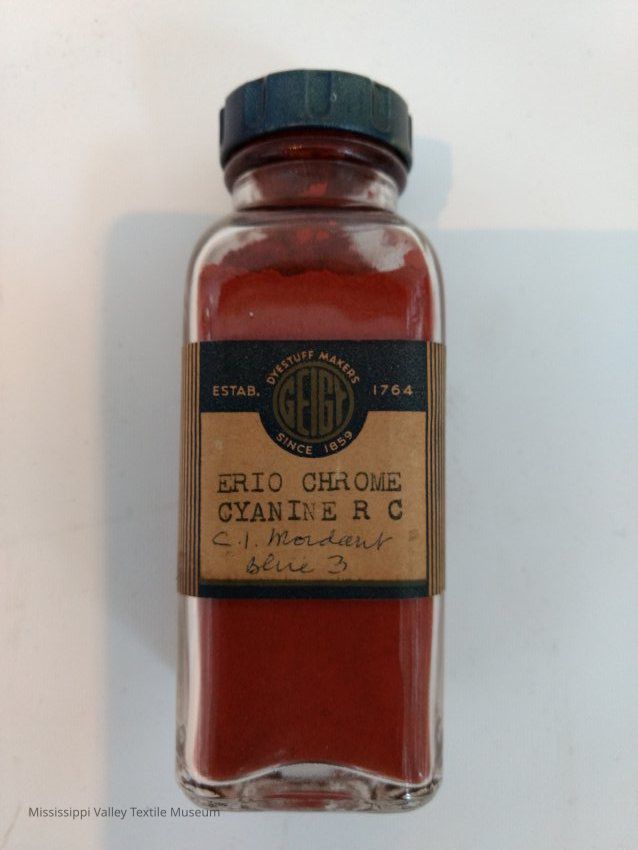 DYESTUFF MAKERS
ESTAB. GEIGY 1764
SINCE 1859
ERIO CHROME
CYANINE R C
C.I. Mordant
blue 3
Mississippi Valley Textile Museum